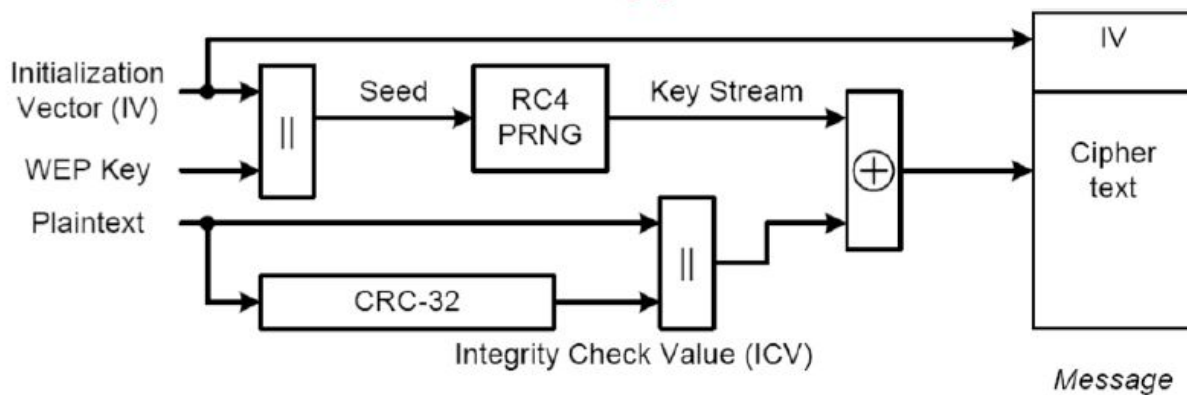 IV
Initialization
Vector (IV)
Seed
RC4
PRNG
Key Stream
||
WEP Key
⊕
Cipher
text
Plaintext
||
CRC-32
Integrity Check Value (ICV)
Message